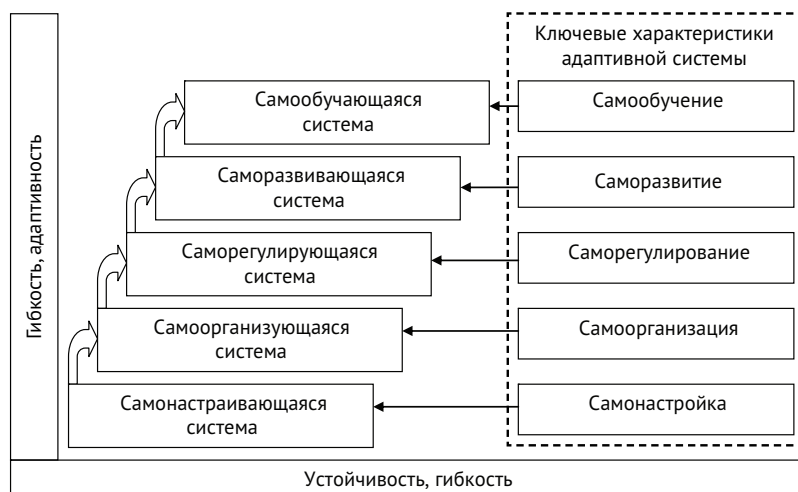 Ключевые характеристики
адаптивной системы
Самообучающаяся
система
Самообучение
Саморазвивающаяся
система
Саморазвитие
Саморегулирующаяся
система
Саморегулирование
Самоорганизующаяся
система
Самоорганизация
Самонастраивающаяся
система
Самонастройка
Гибкость, адаптивность
Устойчивость, гибкость